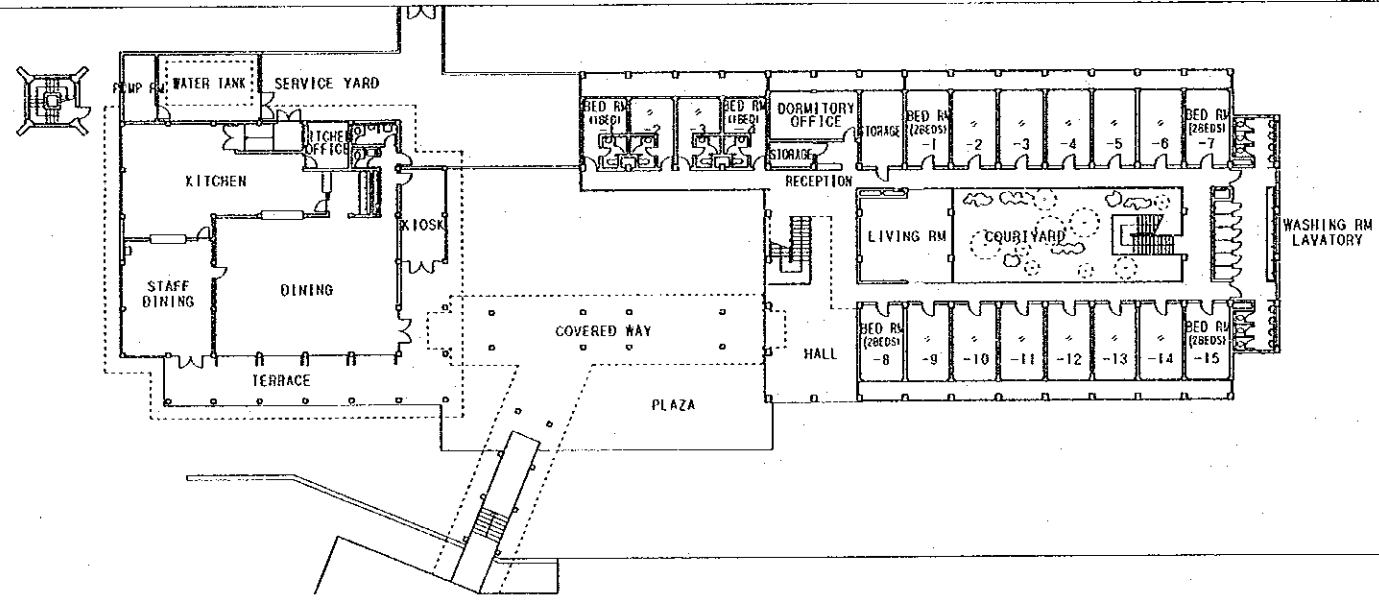 PUMP RM
WATER TANK
SERVICE YARD
KITCHEN
OFFICE
KITCHEN
KIOSK
STAFF
DINING
DINING
TERRACE
COVERED WAY
PLAZA
HALL
BED RM
(1BED)
-1
-2
-3
BED RM
(1BED)
-4
DORMITORY
OFFICE
STORAGE
STORAGE
RECEPTION
BED RM
(2BEDS)
-1
-2
-3
-4
-5
-6
BED RM
(2BEDS)
-7
LIVING RM
COURTYARD
WASHING RM
LAVATORY
BED RM
(2BEDS)
-8
-9
-10
-11
-12
-13
-14
BED RM
(2BEDS)
-15